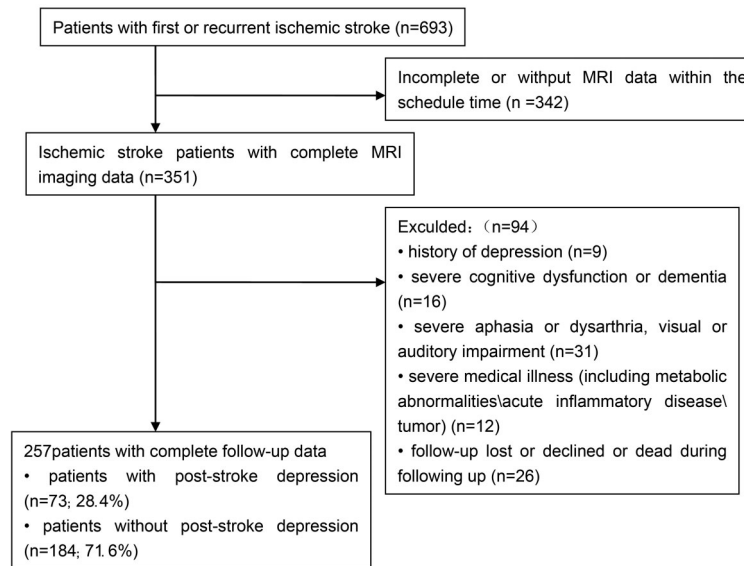 Patients with first or recurrent ischemic stroke (n=693)
Incomplete or withput MRI data within the
schedule time (n =342)
Ischemic stroke patients with complete MRI
imaging data (n=351)
Exculded:（n=94)
• history of depression (n=9)
• severe cognitive dysfunction or dementia
(n=16)
• severe aphasia or dysarthria, visual or
auditory impairment (n=31)
• severe medical illness (including metabolic
abnormalities\acute inflammatory disease\
tumor) (n=12)
• follow-up lost or declined or dead during
following up (n=26)
257patients with complete follow-up data
• patients with post-stroke depression
(n=73; 28.4%)
• patients without post-stroke depression
(n=184; 71.6%)